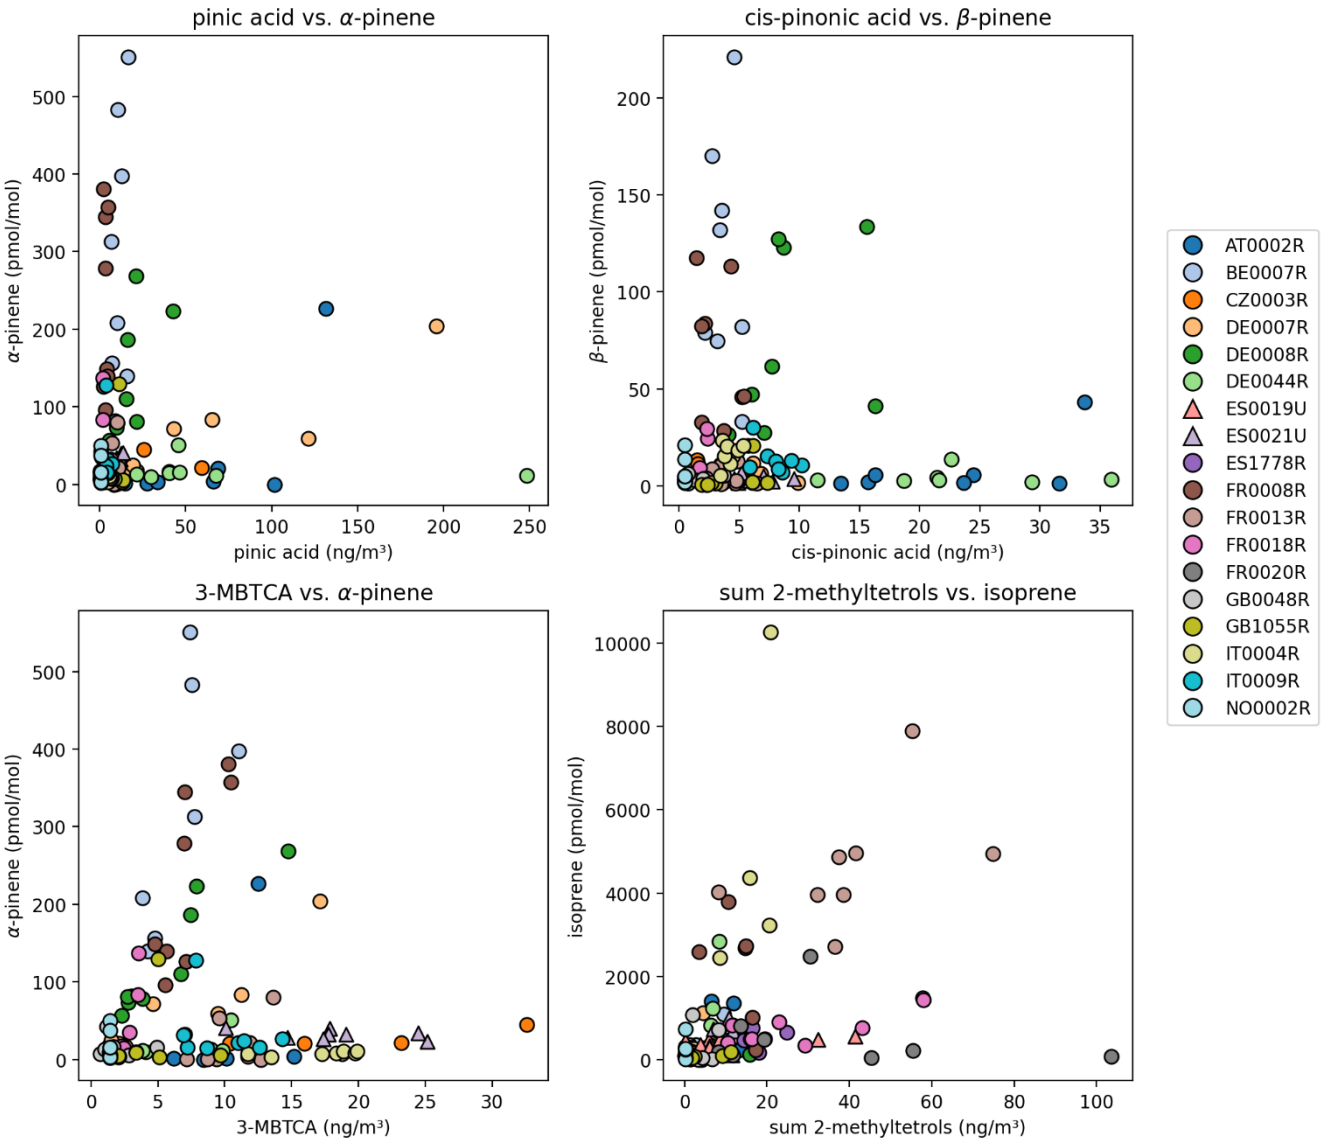 pinic acid vs. α-pinene
500
400
300
200
100
0
α-pinene (pmol/mol)
0 50 100 150 200 250
pinic acid (ng/m³)
cis-pinonic acid vs. β-pinene
200
150
100
50
0
β-pinene (pmol/mol)
0 5 10 15 20 25 30 35
cis-pinonic acid (ng/m³)
3-MBTCA vs. α-pinene
500
400
300
200
100
0
α-pinene (pmol/mol)
0 5 10 15 20 25 30
3-MBTCA (ng/m³)
sum 2-methyltetrols vs. isoprene
10000
8000
6000
4000
2000
0
isoprene (pmol/mol)
0 20 40 60 80 100
sum 2-methyltetrols (ng/m³)
AT0002R
BE0007R
CZ0003R
DE0007R
DE0008R
DE0044R
ES0019U
ES0021U
ES1778R
FR0008R
FR0013R
FR0018R
FR0020R
GB0048R
GB1055R
IT0004R
IT0009R
NO0002R